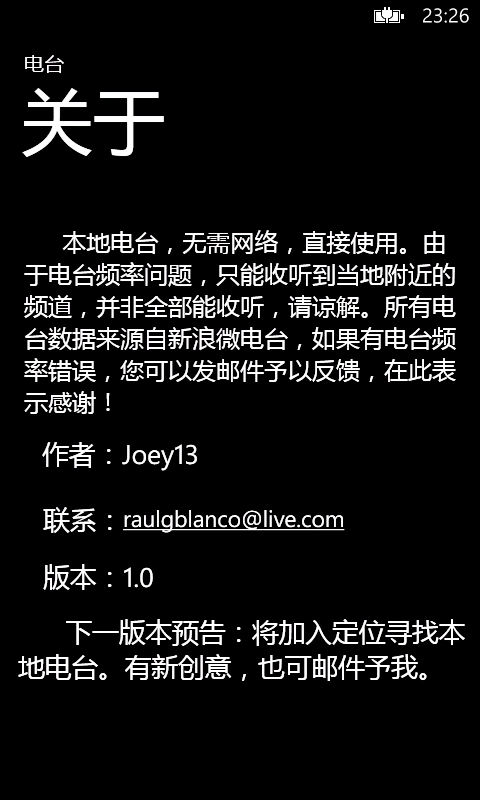 23:26
电台
关于
本地电台，无需网络，直接使用。由
于电台频率问题，只能收听到当地附近的
频道，并非全部能收听，请谅解。所有电
台数据来源自新浪微电台，如果有电台频
率错误，您可以发邮件予以反馈，在此表
示感谢！
作者：Joey13
联系：raulgblanco@live.com
版本：1.0
下一版本预告：将加入定位寻找本
地电台。有新创意，也可邮件予我。